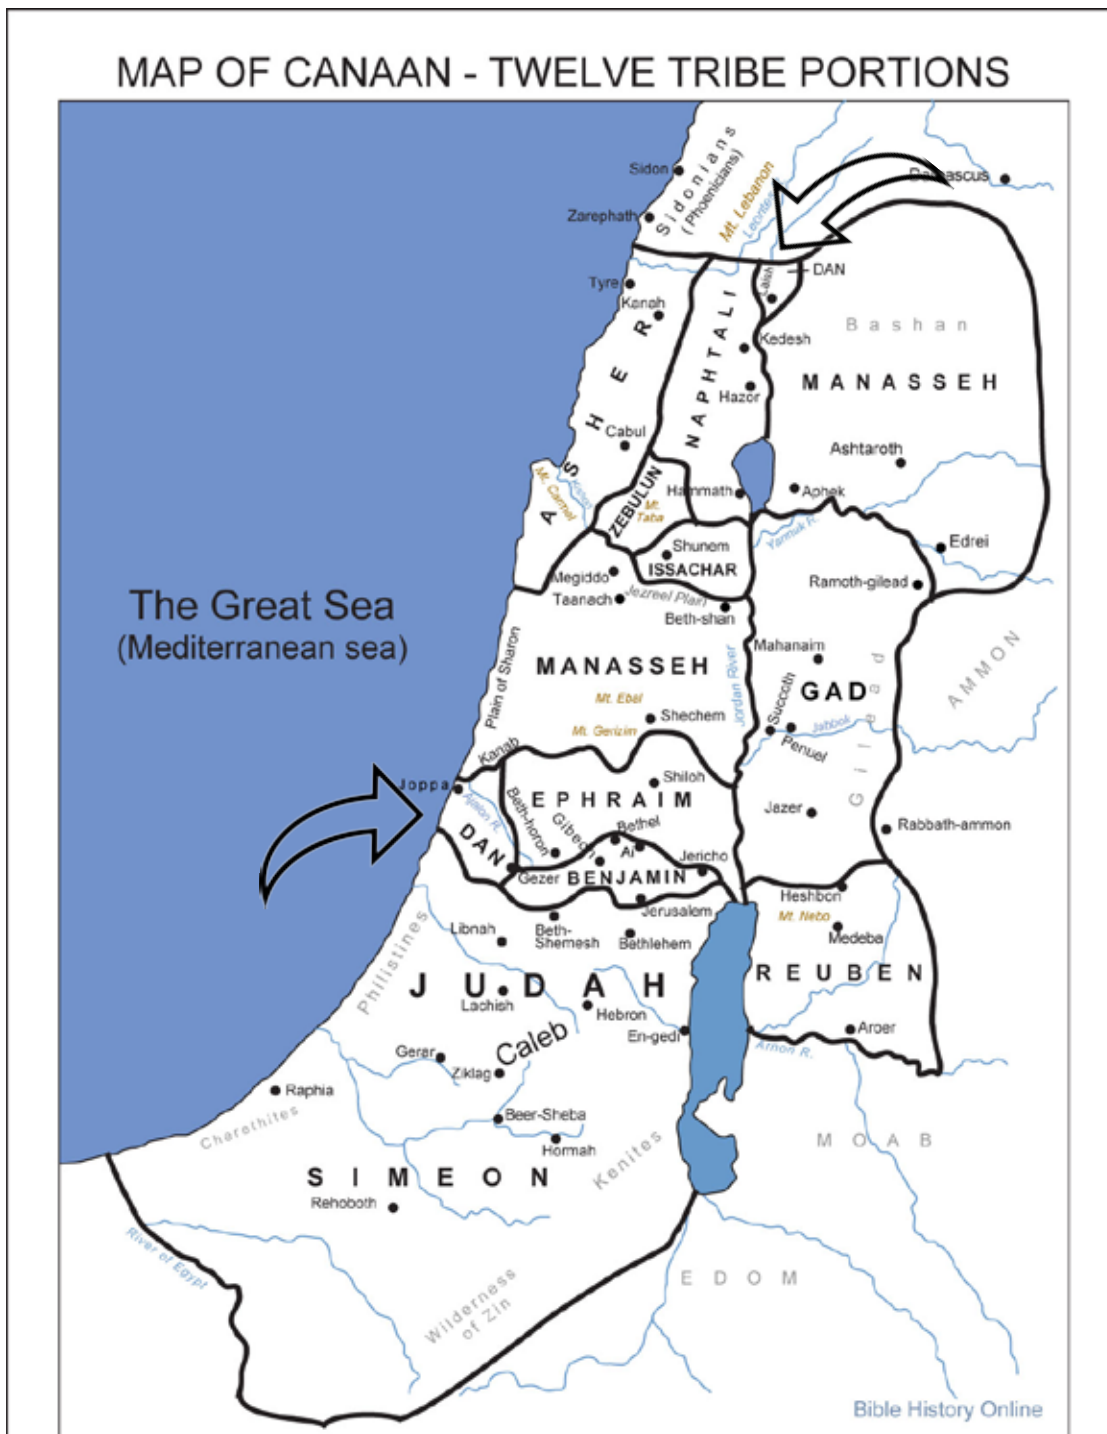 MAP OF CANAAN - TWELVE TRIBE PORTIONS
Sidon
Sidonians
(Phoenicians)
Mt. Lebanon
Leontes
Damascus
Zarephath
Tyre
Kanah
Laish
DAN
Bashan
Kedesh
MANASSEH
NAPHTALI
Hazor
ASHER
Cabul
Ashtaroth
Mt. Carmel
Kishon
ZEBULUN
Mt.
Taba
Hammath
Aphek
Yarmuk R.
Edrei
Shunem
ISSACHAR
Megiddo
Ramoth-gilead
Taanach
Jezreel Plain
Beth-shan
The Great Sea
(Mediterranean sea)
Plain of Sharon
MANASSEH
Jordan River
Mahanaim
GAD
Gilead
AMMON
Mt. Ebal
Shechem
Mt. Gerizim
Succoth
Jabbok
Penuel
Kanah
Joppa
Ajalon R.
Shiloh
EPHRAIM
Beth-horon
Gibeon
Bethel
Ai
Jazer
Rabbath-ammon
DAN
Gezer
BENJAMIN
Jericho
Heshbon
Mt. Nebo
Jerusalem
Medeba
Libnah
Beth-
Shemesh
Bethlehem
Philistines
JUDAH
REUBEN
Lachish
Hebron
Caleb
En-gedi
Aroer
Arnon R.
Gerar
Ziklag
Raphia
Charethites
Beer-Sheba
Hormah
Kenites
MOAB
SIMEON
Rehoboth
River of Egypt
Wilderness
of Zin
EDOM
Bible History Online